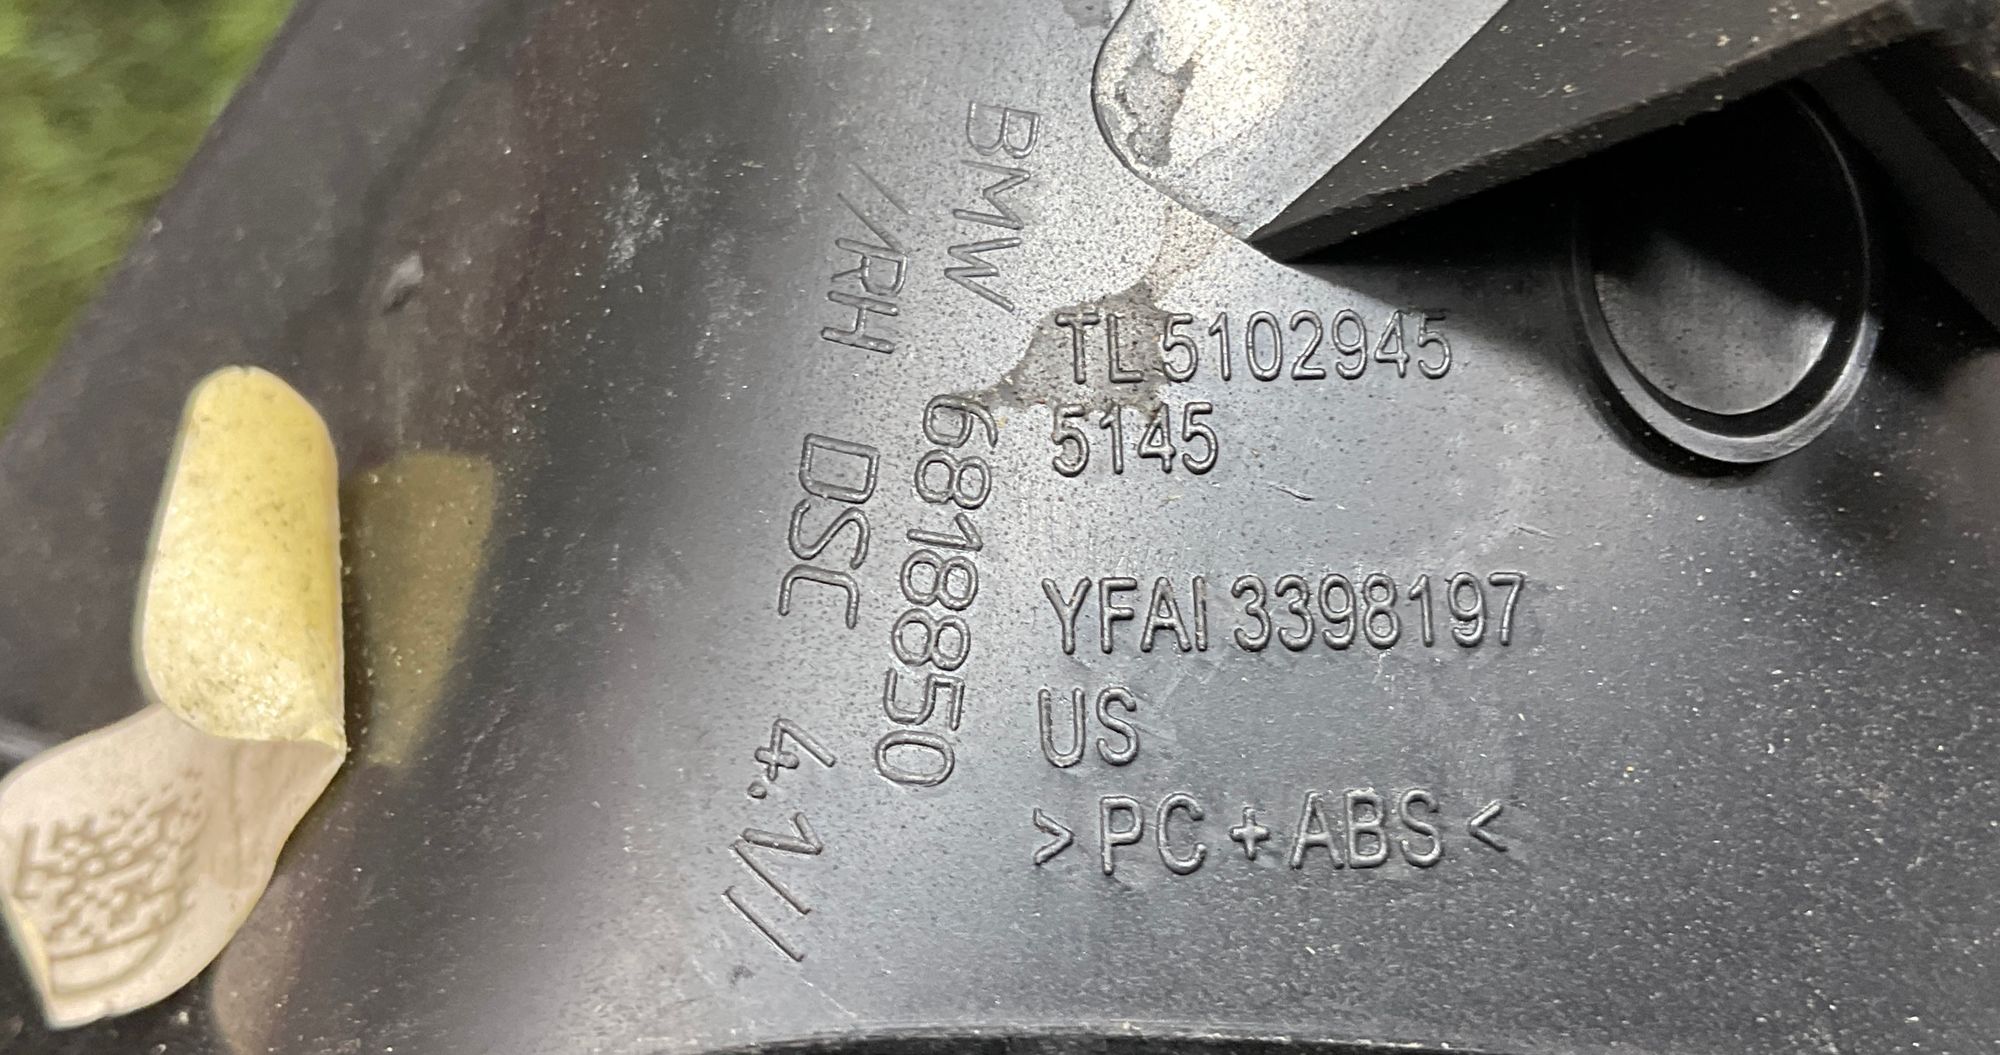 BMW 6818850
/RH DSC 4.1//
TL 5102945
5145
YFAI 3398197
US
>PC+ABS<